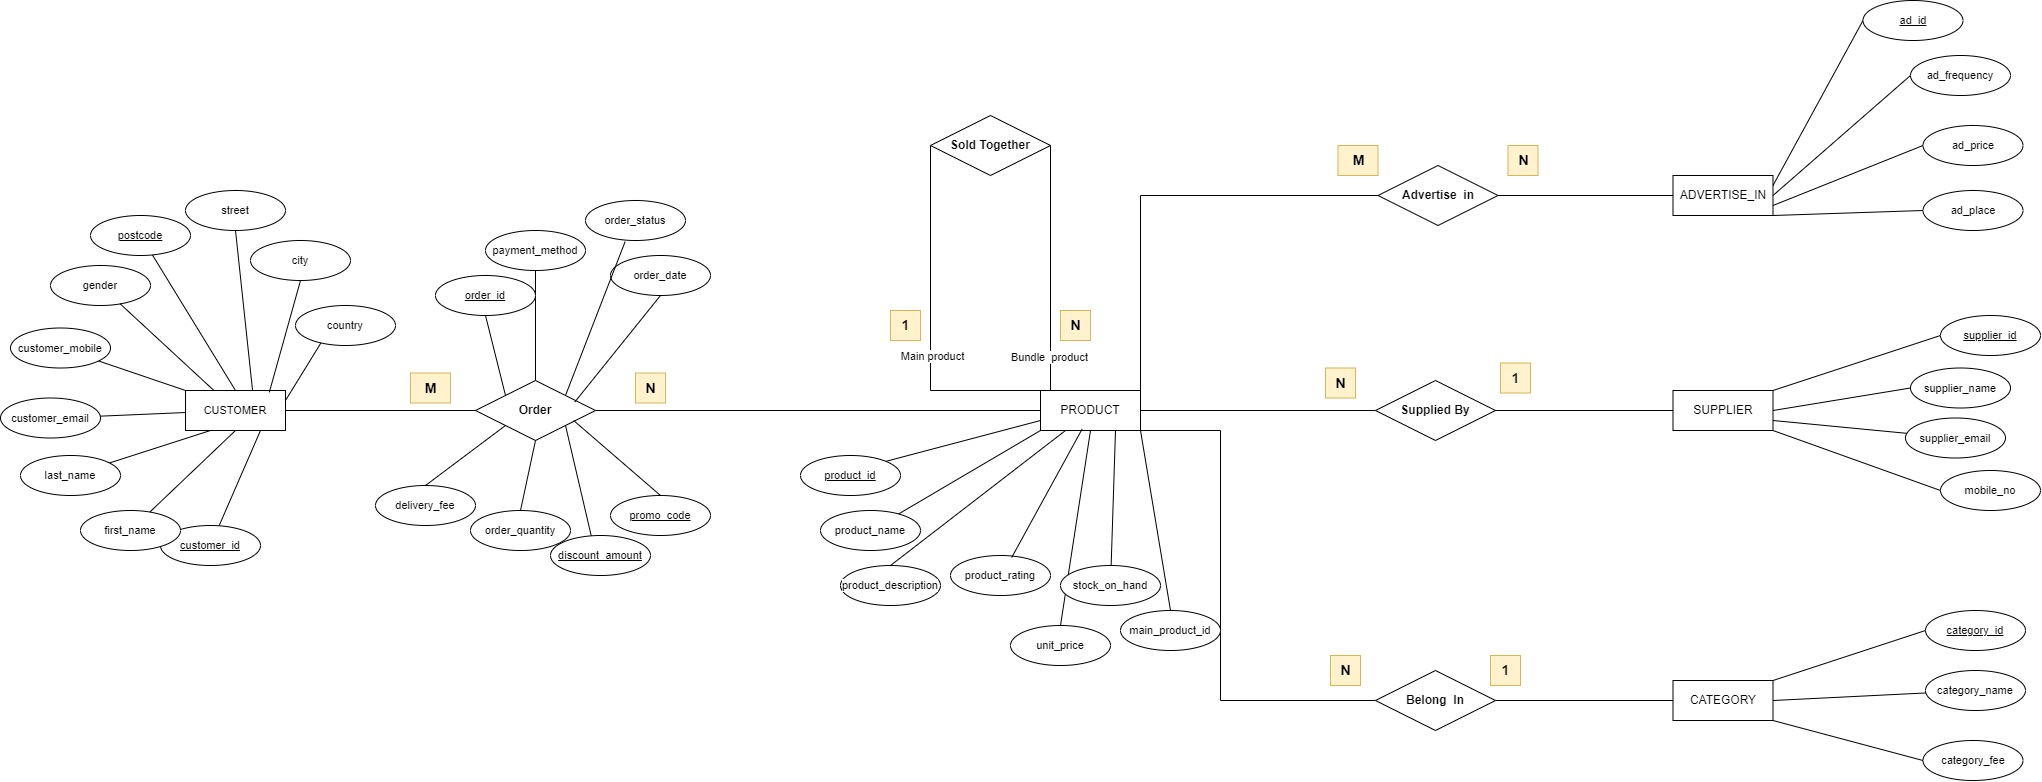 ad_id
ad_frequency
ad_price
ad_place
ADVERTISE_IN
N
Advertise in
M
Sold Together
1
N
Main product
Bundle product
street
postcode
city
gender
country
customer_mobile
customer_email
last_name
first_name
customer_id
CUSTOMER
M
order_status
payment_method
order_date
order_id
Order
N
delivery_fee
order_quantity
discount_amount
promo_code
PRODUCT
product_id
product_name
product_description
product_rating
unit_price
stock_on_hand
main_product_id
N
Supplied By
1
SUPPLIER
supplier_id
supplier_name
supplier_email
mobile_no
N
Belong In
1
CATEGORY
category_id
category_name
category_fee